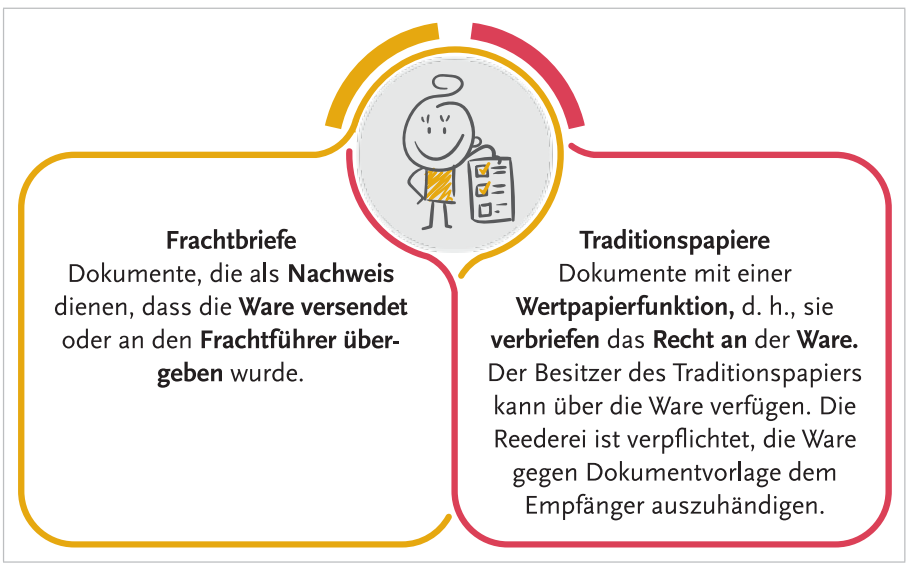 Frachtbriefe
Dokumente, die als Nachweis
dienen, dass die Ware versendet
oder an den Frachtführer über-
geben wurde.
Traditionspapiere
Dokumente mit einer
Wertpapierfunktion, d. h., sie
verbriefen das Recht an der Ware.
Der Besitzer des Traditionspapiers
kann über die Ware verfügen. Die
Reederei ist verpflichtet, die Ware
gegen Dokumentvorlage dem
Empfänger auszuhändigen.